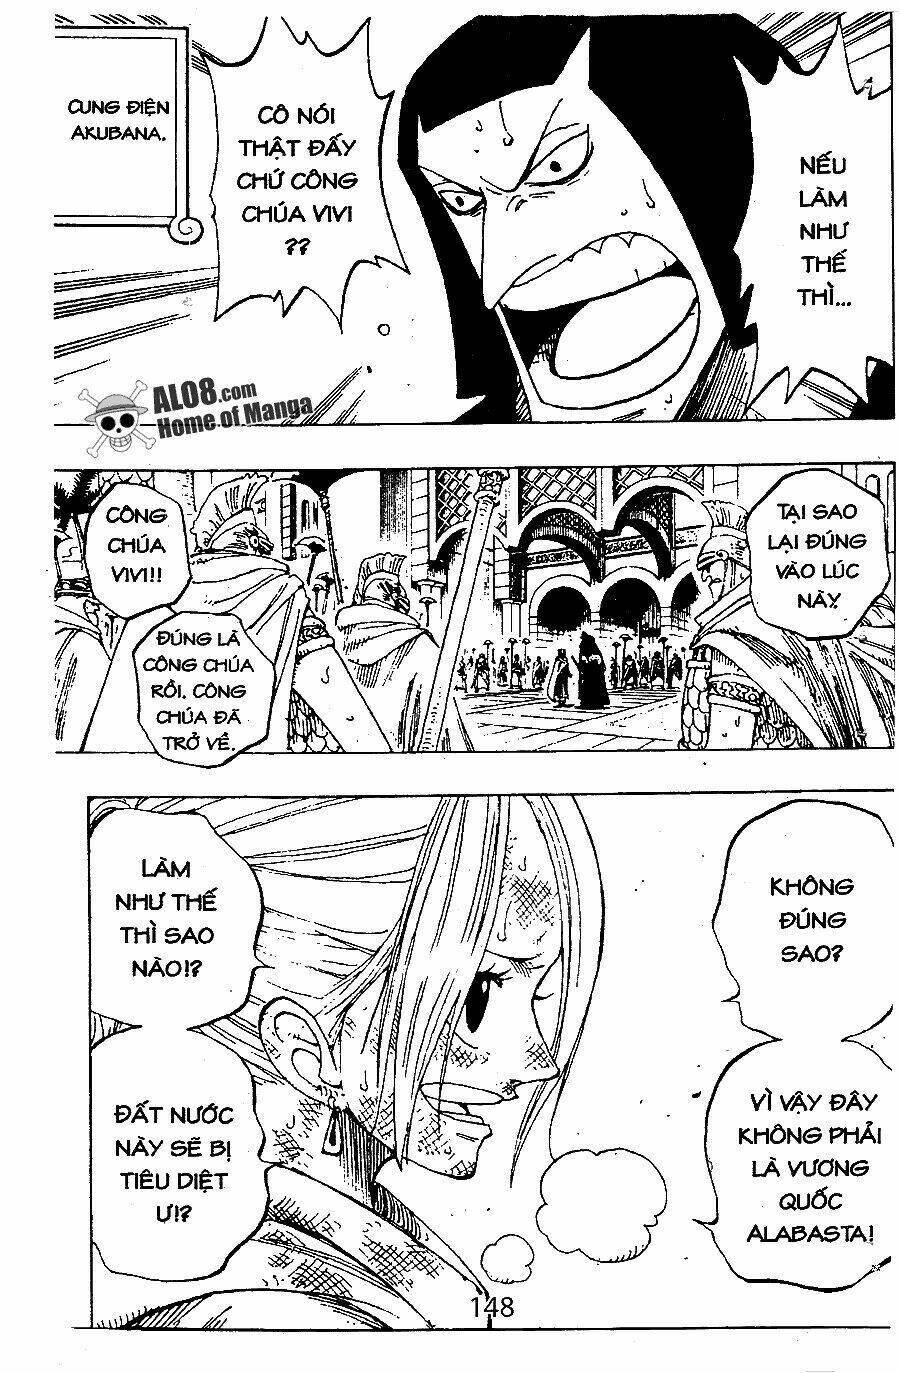 NẾU
LÀM
NHƯ
THẾ
THÌ...
CÔ NÓI
THẬT ĐẤY
CHỨ CÔNG
CHÚA VIVI
??
CUNG ĐIỆN
AKUBANA.
AL08.com
Home of Manga
TẠI SAO
LẠI ĐÚNG
VÀO LÚC
NÀY.
CÔNG
CHÚA
VIVI!!
ĐÚNG LÀ
CÔNG CHÚA
RỒI. CÔNG
CHÚA ĐÃ
TRỞ VỀ.
KHÔNG
ĐÚNG
SAO?
VÌ VẬY ĐÂY
KHÔNG PHẢI
LÀ VƯƠNG
QUỐC
ALABASTA!
LÀM
NHƯ THẾ
THÌ SAO
NÀO!?
ĐẤT NƯỚC
NÀY SẼ BỊ
TIÊU DIỆT
Ư!?
148